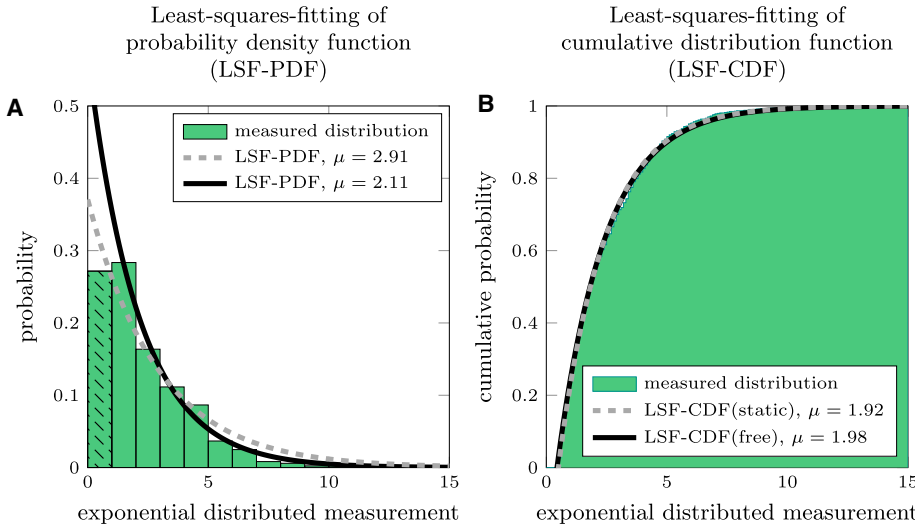 Least-squares-fitting of
probability density function
(LSF-PDF)
A
0.5
0.4
0.3
0.2
0.1
0
probability
measured distribution
LSF-PDF, μ = 2.91
LSF-PDF, μ = 2.11
0 5 10 15
exponential distributed measurement
Least-squares-fitting of
cumulative distribution function
(LSF-CDF)
B
1
0.8
0.6
0.4
0.2
0
cumulative probability
measured distribution
LSF-CDF(static), μ = 1.92
LSF-CDF(free), μ = 1.98
0 5 10 15
exponential distributed measurement